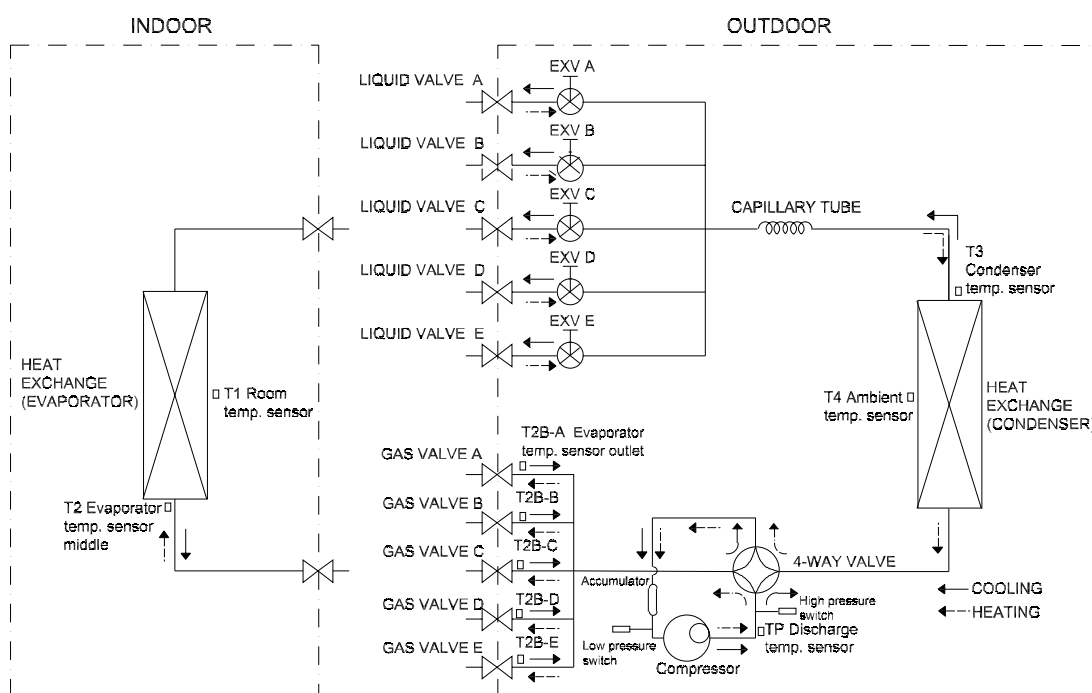 INDOOR
OUTDOOR
LIQUID VALVE A
EXV A
LIQUID VALVE B
EXV B
LIQUID VALVE C
EXV C
CAPILLARY TUBE
LIQUID VALVE D
EXV D
T3
Condenser
temp. sensor
LIQUID VALVE E
EXV E
HEAT
EXCHANGE
(EVAPORATOR)
T1 Room
temp. sensor
T4 Ambient
temp. sensor
HEAT
EXCHANGE
(CONDENSER)
T2 Evaporator
temp. sensor
middle
GAS VALVE A
T2B-A Evaporator
temp. sensor outlet
GAS VALVE B
T2B-B
GAS VALVE C
T2B-C
GAS VALVE D
T2B-D
GAS VALVE E
T2B-E
Accumulator
4-WAY VALVE
High pressure
switch
TP Discharge
temp. sensor
Low pressure
switch
Compressor
COOLING
HEATING